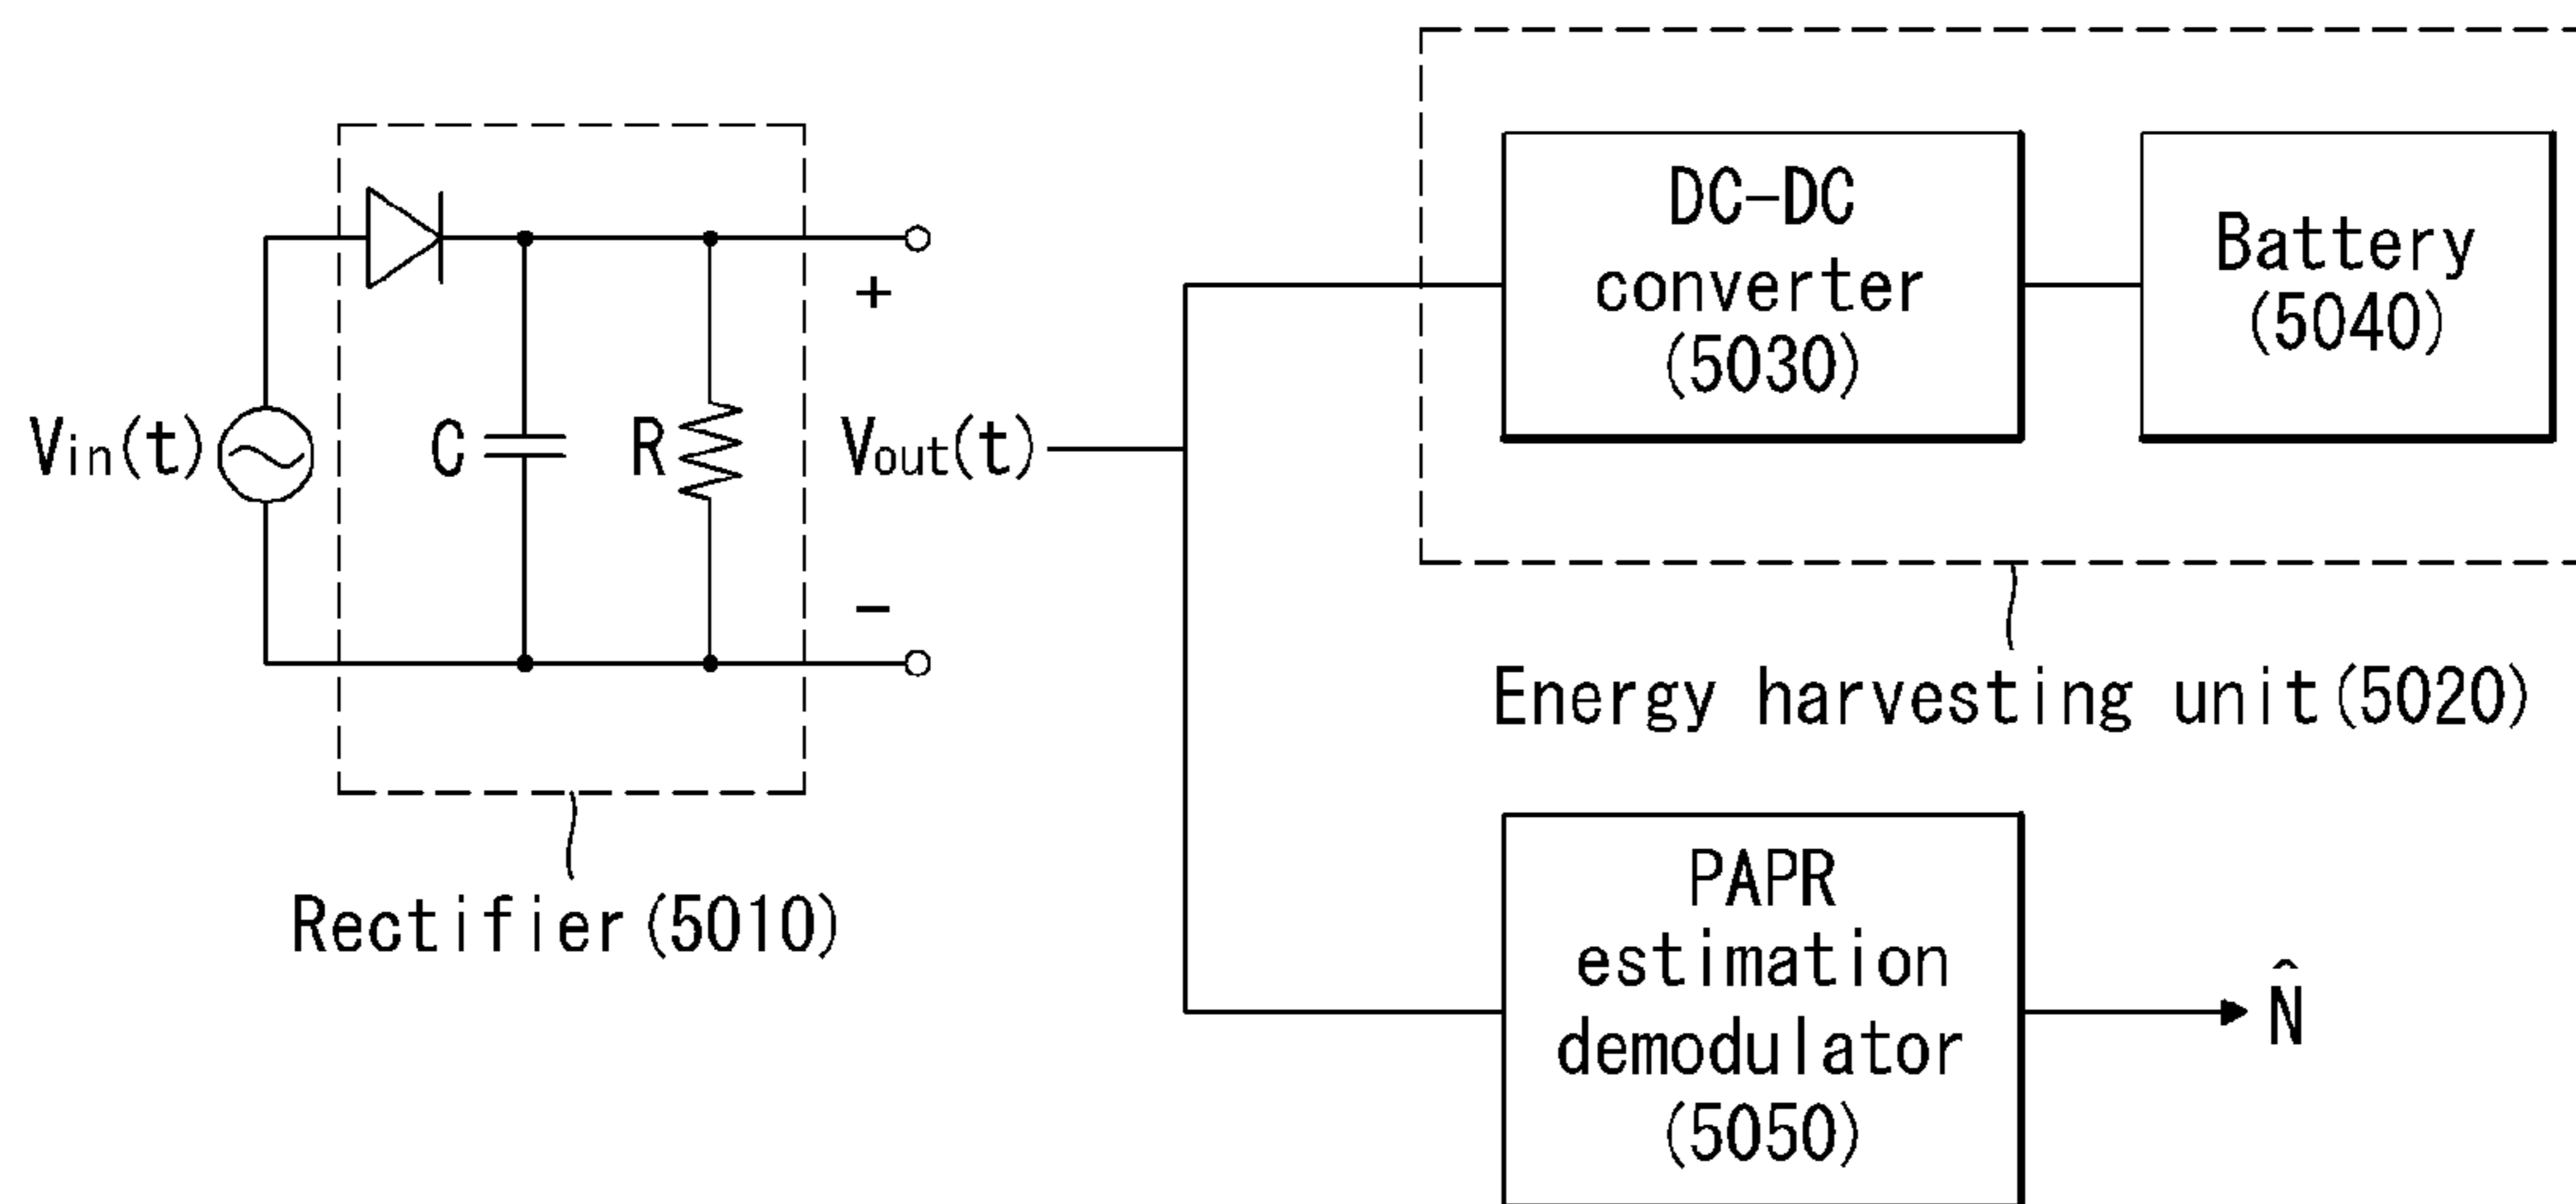 Vin(t)
C
R
+
Vout(t)
−
Rectifier(5010)
DC-DC
converter
(5030)
Battery
(5040)
Energy harvesting unit(5020)
PAPR
estimation
demodulator
(5050)
N̂